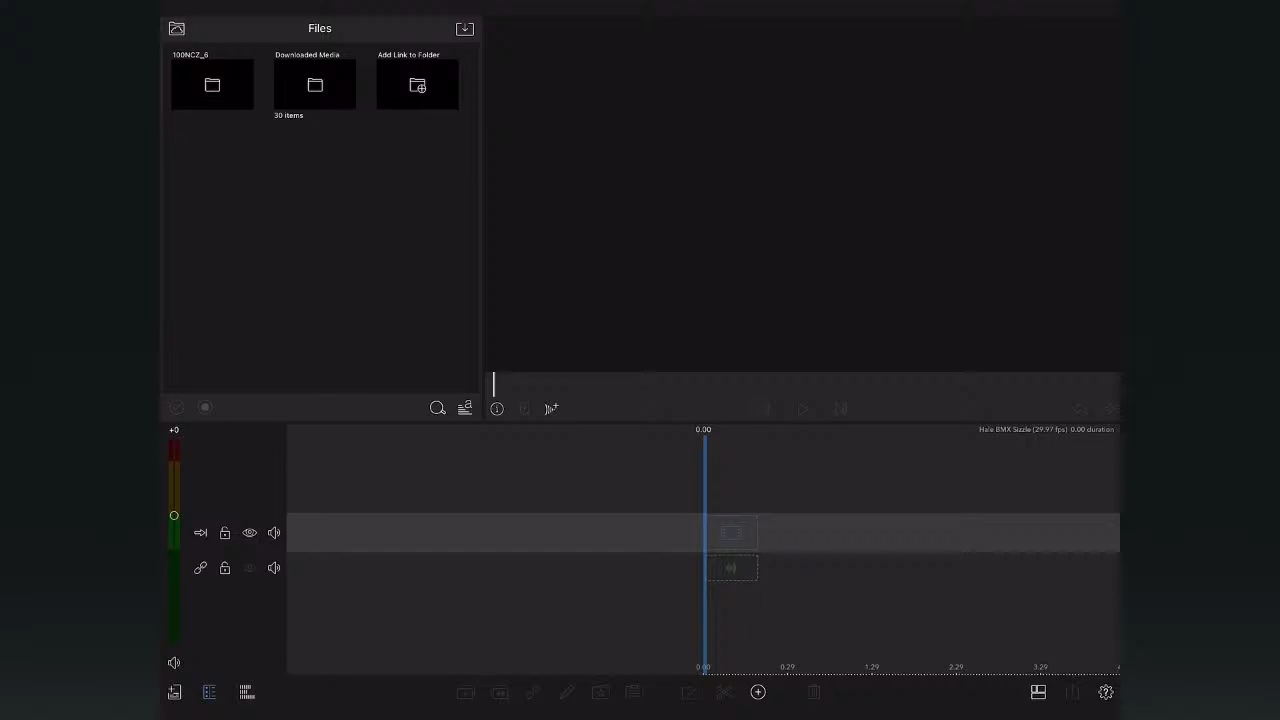 Files
100NCZ_6
Downloaded Media
Add Link to Folder
30 items
+0
0.00
Hale BMX Sizzle (29.97 fps) 0.00 duration
0.00
0.29
1.29
2.29
3.29